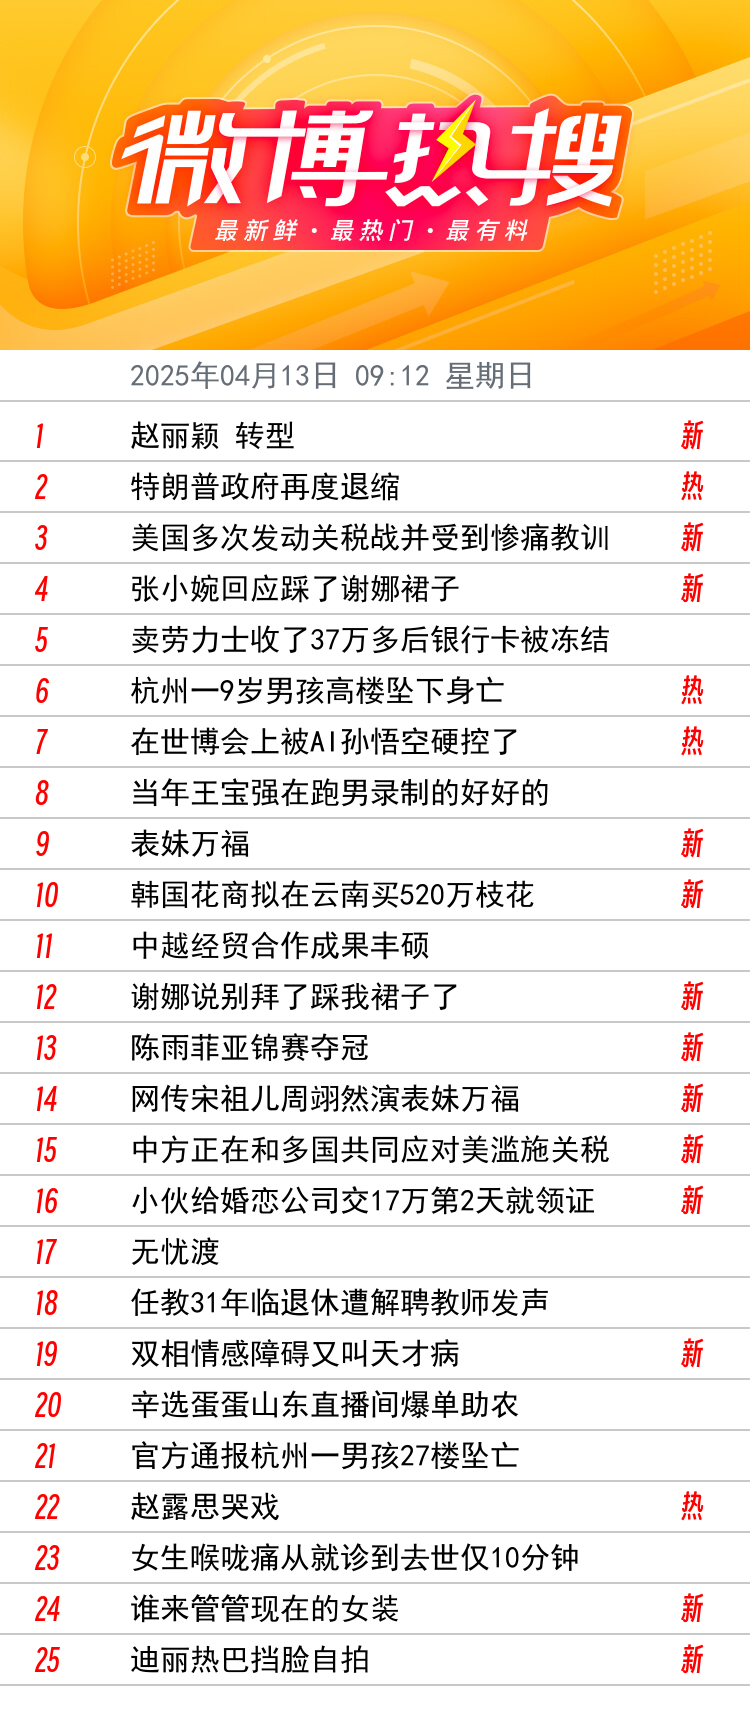 微博热搜
最新鲜·最热门·最有料
2025年04月13日 09:12 星期日
1 赵丽颖 转型 新
2 特朗普政府再度退缩 热
3 美国多次发动关税战并受到惨痛教训 新
4 张小婉回应踩了谢娜裙子 新
5 卖劳力士收了37万多后银行卡被冻结
6 杭州一9岁男孩高楼坠下身亡 热
7 在世博会上被AI孙悟空硬控了 热
8 当年王宝强在跑男录制的好好的
9 表妹万福 新
10 韩国花商拟在云南买520万枝花 新
11 中越经贸合作成果丰硕
12 谢娜说别拜了踩我裙子了 新
13 陈雨菲亚锦赛夺冠 新
14 网传宋祖儿周翊然演表妹万福 新
15 中方正在和多国共同应对美滥施关税 新
16 小伙给婚恋公司交17万第2天就领证 新
17 无忧渡
18 任教31年临退休遭解聘教师发声
19 双相情感障碍又叫天才病 新
20 辛选蛋蛋山东直播间爆单助农
21 官方通报杭州一男孩27楼坠亡
22 赵露思哭戏 热
23 女生喉咙痛从就诊到去世仅10分钟
24 谁来管管现在的女装 新
25 迪丽热巴挡脸自拍 新